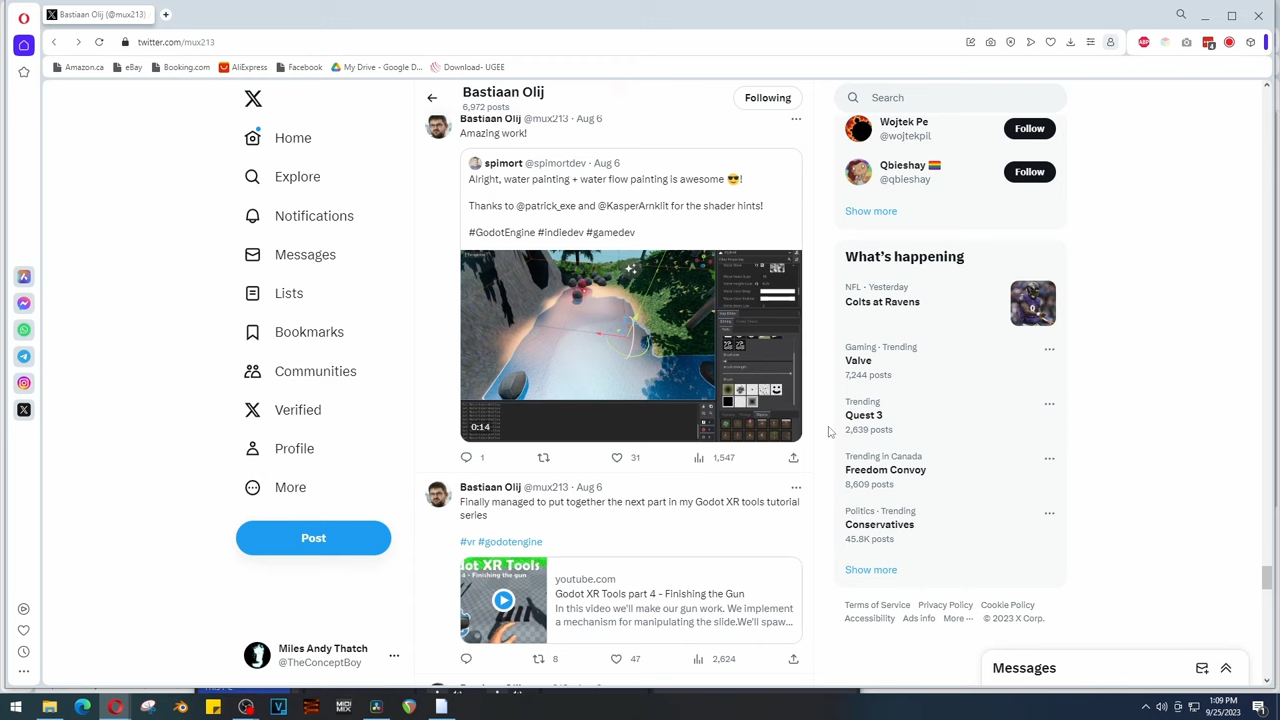 Bastiaan Olij (@mux213)
twitter.com/mux213
Amazon.ca
eBay
Booking.com
AliExpress
Facebook
My Drive - Google D...
Download- UGEE
Bastiaan Olij
6,972 posts
Following
Search
Home
Explore
Notifications
Messages
Lists
Bookmarks
Communities
Verified
Profile
More
Post
Miles Andy Thatch
@TheConceptBoy
Bastiaan Olij @mux213 · Aug 6
Amazing work!
spimort @spimortdev · Aug 6
Alright, water painting + water flow painting is awesome 😎!
Thanks to @patrick_exe and @KasperArnklit for the shader hints!
#GodotEngine #indiedev #gamedev
0:14
1
31
1,547
Bastiaan Olij @mux213 · Aug 6
Finally managed to put together the next part in my Godot XR tools tutorial
series
#vr #godotengine
dot XR Tools
4 - Finishing the gun
youtube.com
Godot XR Tools part 4 - Finishing the Gun
In this video we'll make our gun work. We implement
a mechanism for manipulating the slide.We'll spaw...
8
47
2,624
Wojtek Pe
@wojtekpil
Follow
Qbieshay 🏳️‍🌈
@qbieshay
Follow
Show more
What's happening
NFL · Yesterday
Colts at Ravens
Gaming · Trending
Valve
7,244 posts
Trending
Quest 3
2,639 posts
Trending in Canada
Freedom Convoy
8,609 posts
Politics · Trending
Conservatives
45.8K posts
Show more
Terms of Service Privacy Policy Cookie Policy
Accessibility Ads info More ··· © 2023 X Corp.
Messages
1:09 PM
9/25/2023